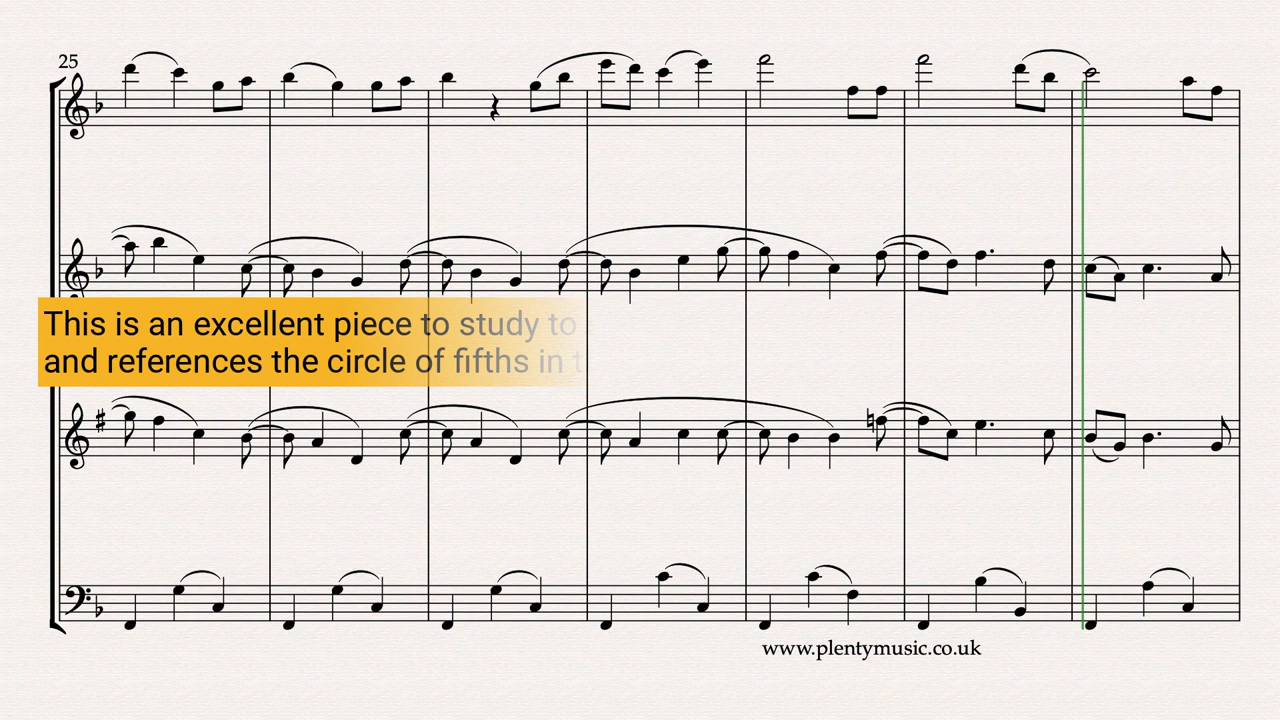 25
This is an excellent piece to study to
and references the circle of fifths in
www.plentymusic.co.uk